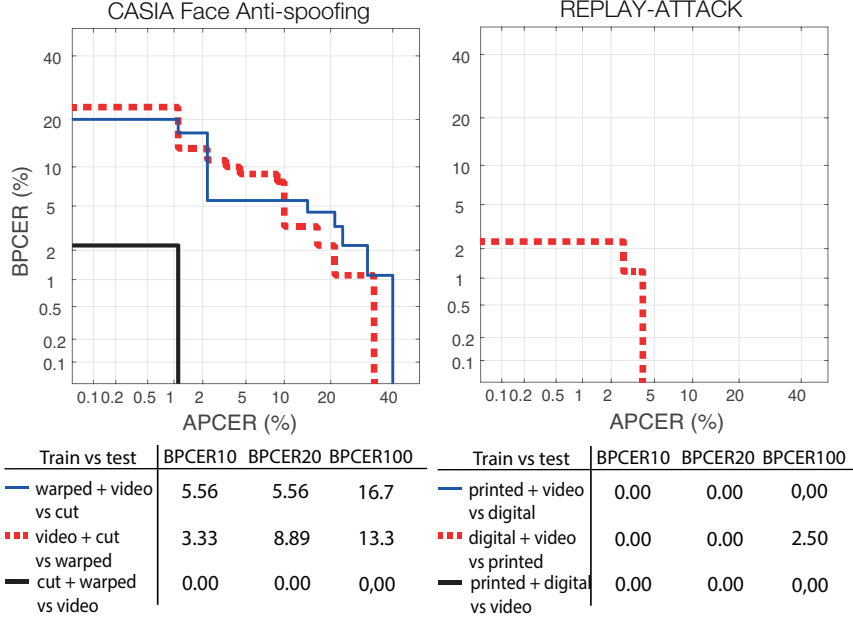 CASIA Face Anti-spoofing
40
20
10
5
2
1
0.5
0.2
0.1
BPCER (%)
0.1 0.2 0.5 1 2 5 10 20 40
APCER (%)
REPLAY-ATTACK
40
20
10
5
2
1
0.5
0.2
0.1
0.1 0.2 0.5 1 2 5 10 20 40
APCER (%)
Train vs test BPCER10 BPCER20 BPCER100
warped + video 5.56 5.56 16.7
vs cut
video + cut 3.33 8.89 13.3
vs warped
cut + warped 0.00 0.00 0,00
vs video
Train vs test BPCER10 BPCER20 BPCER100
printed + video 0.00 0.00 0,00
vs digital
digital + video 0.00 0.00 2.50
vs printed
printed + digital 0.00 0.00 0,00
vs video